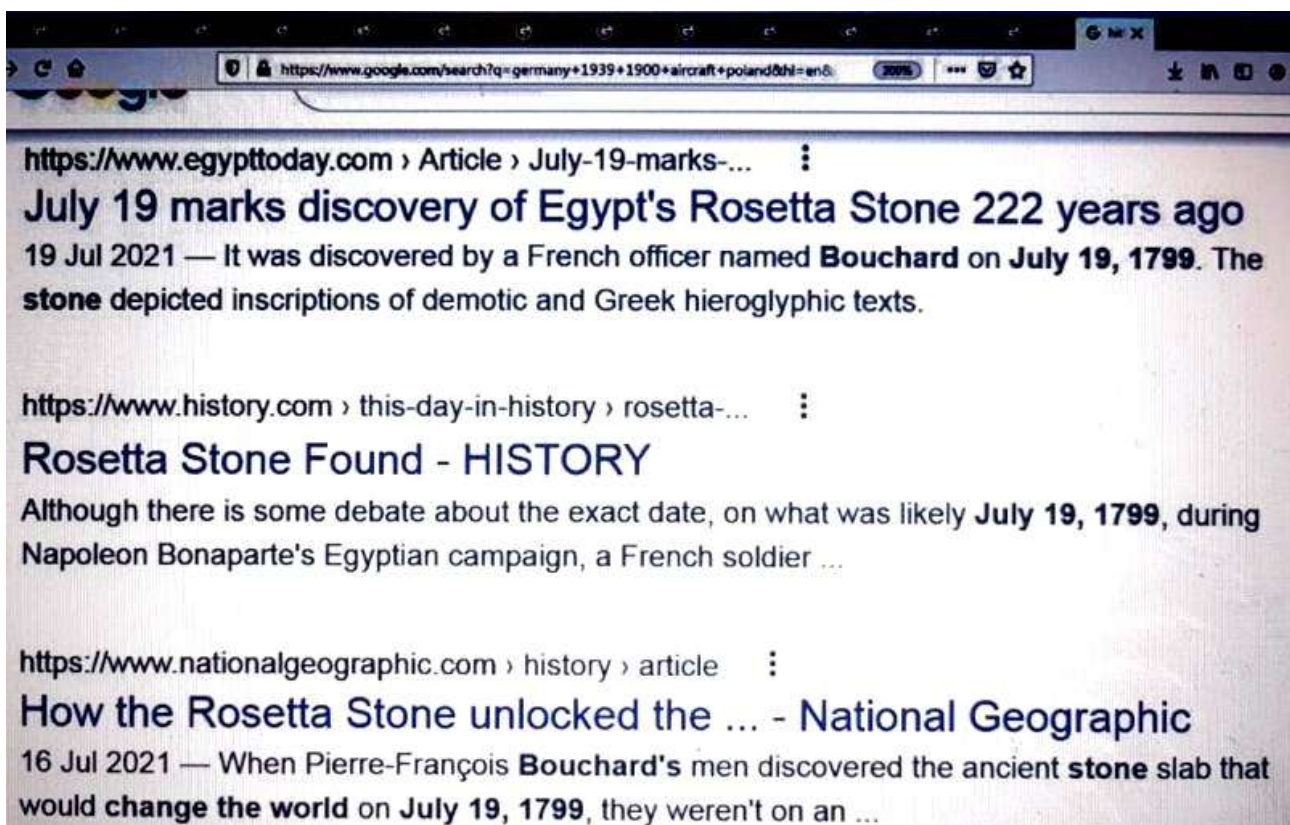 https://www.google.com/search?q=germany+1939+1900+aircraft+poland&hl=en&
200%
https://www.egypttoday.com › Article › July-19-marks-...
July 19 marks discovery of Egypt's Rosetta Stone 222 years ago
19 Jul 2021 — It was discovered by a French officer named Bouchard on July 19, 1799. The
stone depicted inscriptions of demotic and Greek hieroglyphic texts.
https://www.history.com › this-day-in-history › rosetta-...
Rosetta Stone Found - HISTORY
Although there is some debate about the exact date, on what was likely July 19, 1799, during
Napoleon Bonaparte's Egyptian campaign, a French soldier ...
https://www.nationalgeographic.com › history › article
How the Rosetta Stone unlocked the ... - National Geographic
16 Jul 2021 — When Pierre-François Bouchard's men discovered the ancient stone slab that
would change the world on July 19, 1799, they weren't on an ...